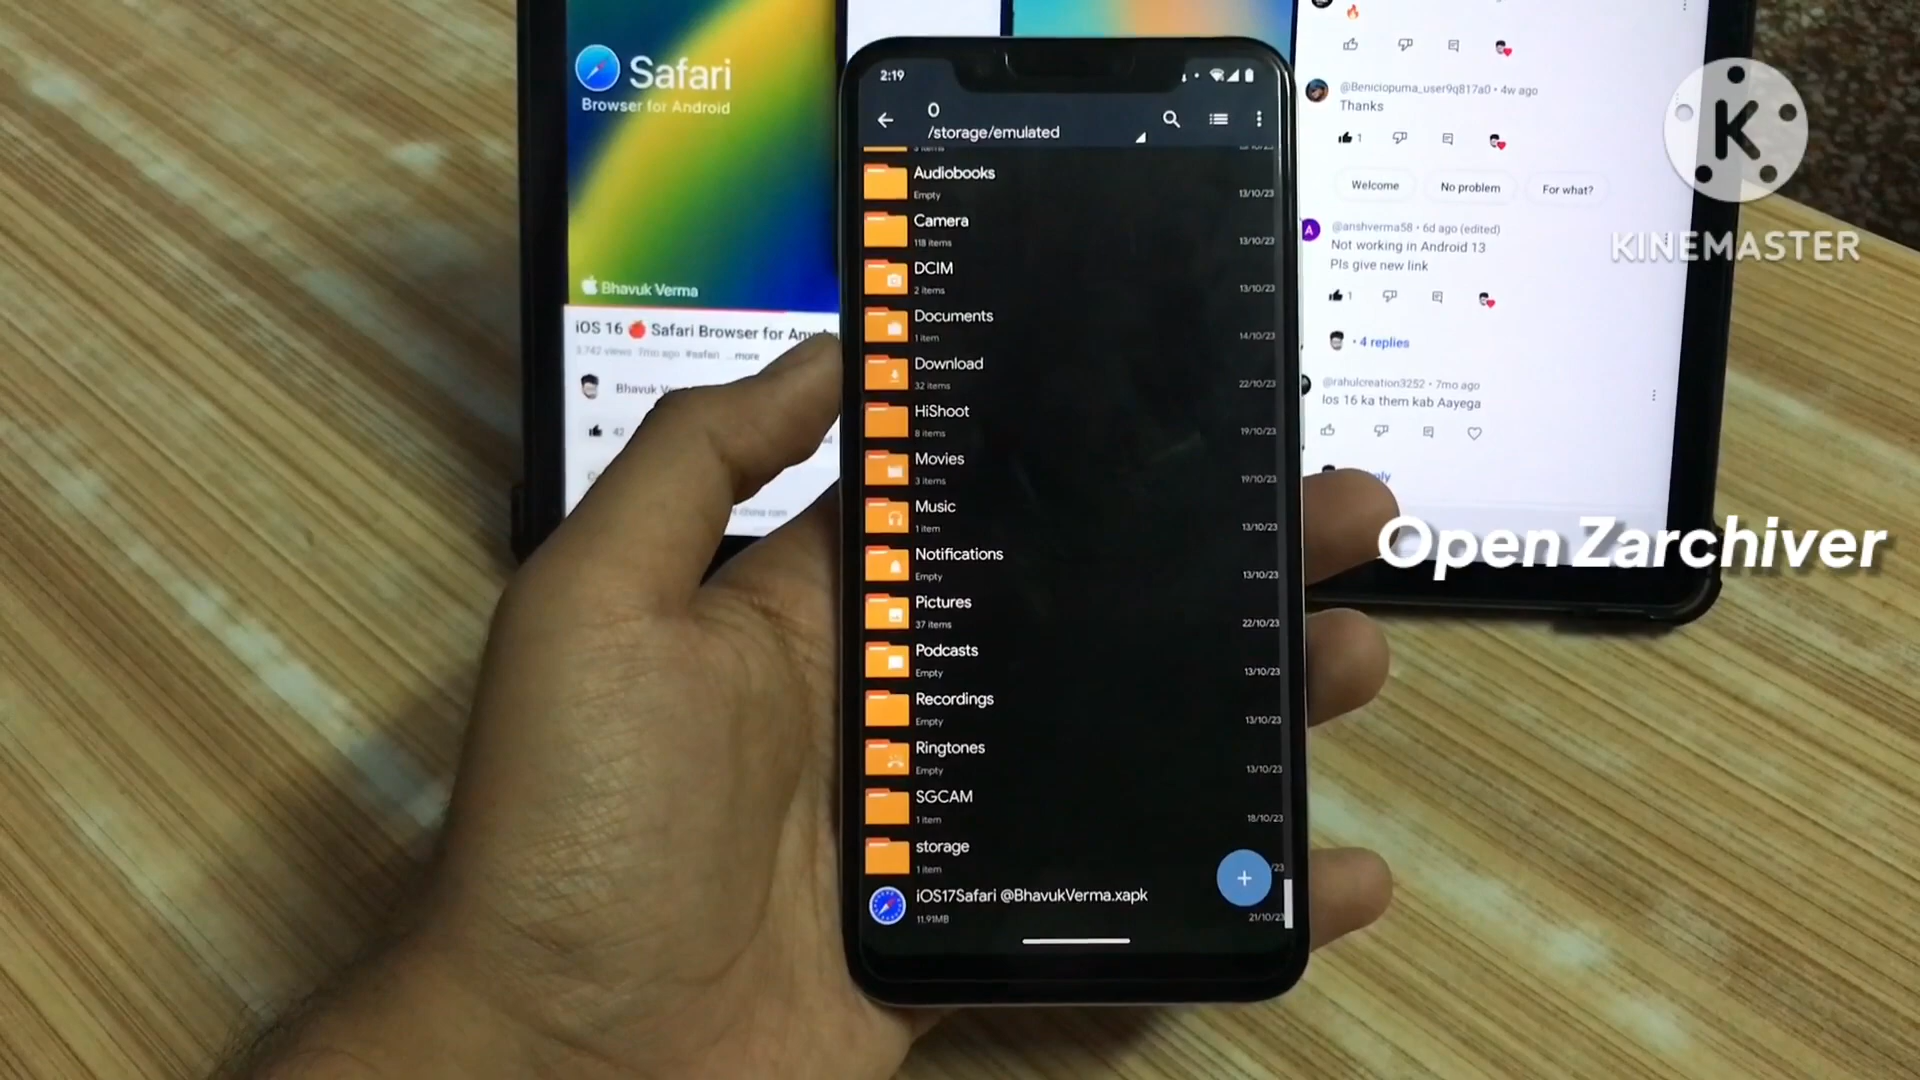 Safari
Browser for Android
Bhavuk Verma
iOS 16 🍎 Safari Browser for
3,742 views 7mo ago #safari ...more
Bhavuk
42
2:19
0
/storage/emulated
Audiobooks
Empty
13/10/23
Camera
118 items
13/10/23
DCIM
2 items
13/10/23
Documents
1 item
14/10/23
Download
32 items
22/10/23
HiShoot
8 items
19/10/23
Movies
3 items
19/10/23
Music
1 item
13/10/23
Notifications
Empty
13/10/23
Pictures
37 items
22/10/23
Podcasts
Empty
13/10/23
Recordings
Empty
13/10/23
Ringtones
Empty
13/10/23
SGCAM
1 item
18/10/23
storage
1 item
/23
iOS17Safari @BhavukVerma.xapk
11.91MB
21/10/23
@Beniciopuma_user9q817a0 • 4w ago
Thanks
1
Welcome
No problem
For what?
A
@anshverma58 • 6d ago (edited)
Not working in Android 13
Pls give new link
1
• 4 replies
@rahulcreation3252 • 7mo ago
Ios 16 ka them kab Aayega
K
KINEMASTER
Open Zarchiver